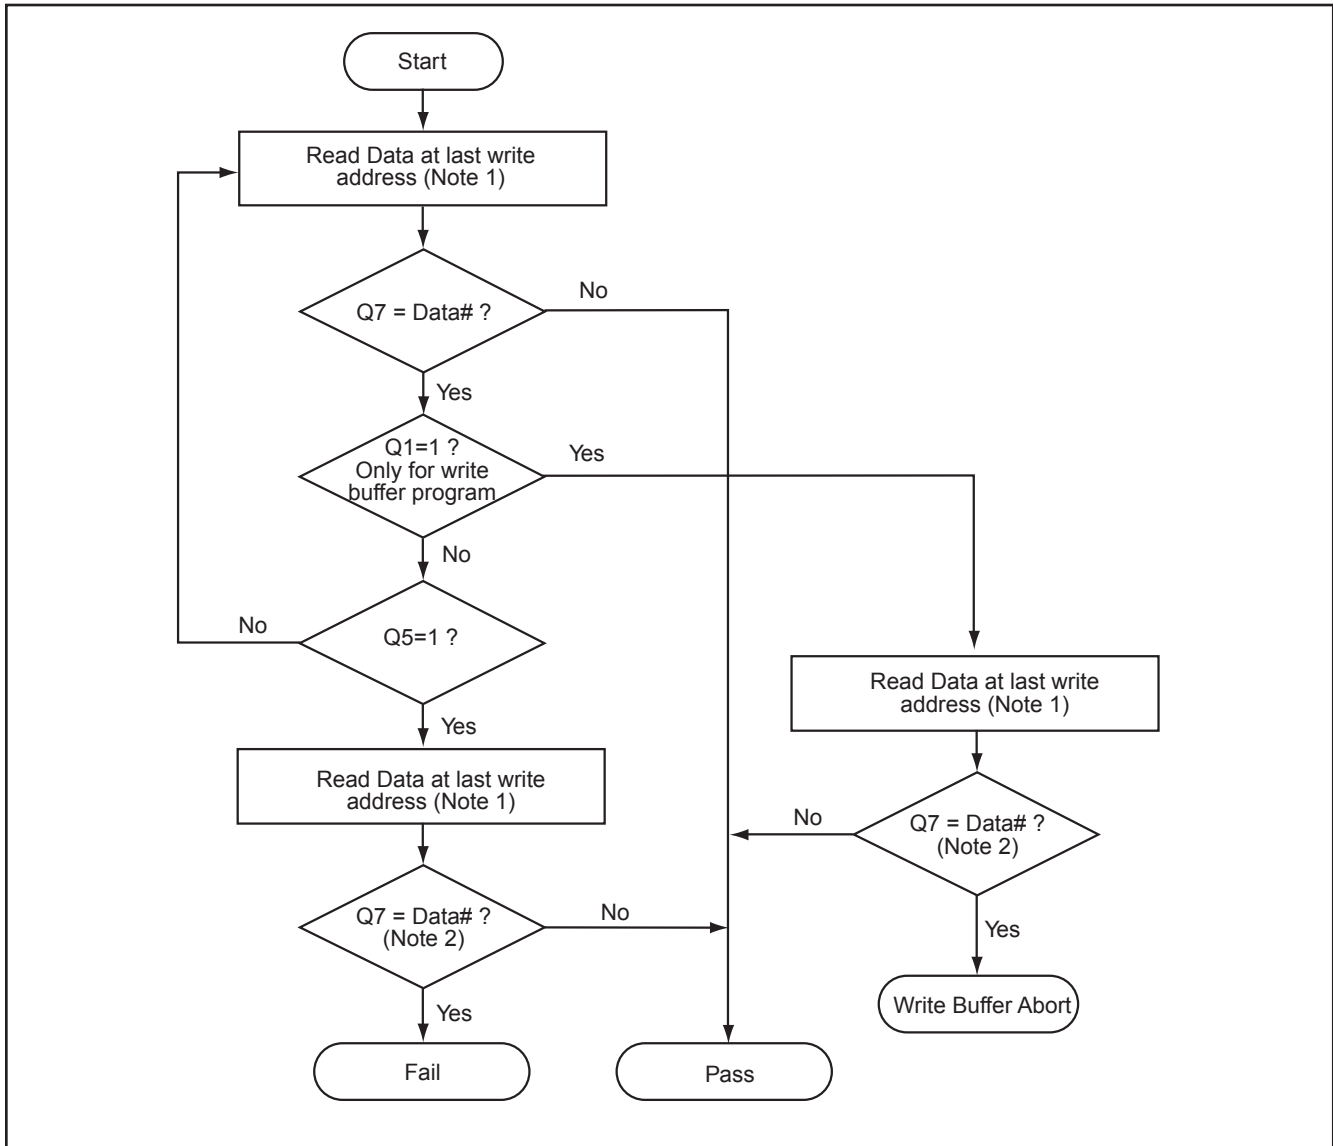 Start
Read Data at last write
address (Note 1)
Q7 = Data# ?
No
Yes
Q1=1 ?
Only for write
buffer program
Yes
No
Q5=1 ?
No
Yes
Read Data at last write
address (Note 1)
Read Data at last write
address (Note 1)
Q7 = Data# ?
(Note 2)
No
Yes
Write Buffer Abort
Q7 = Data# ?
(Note 2)
No
Yes
Fail
Pass